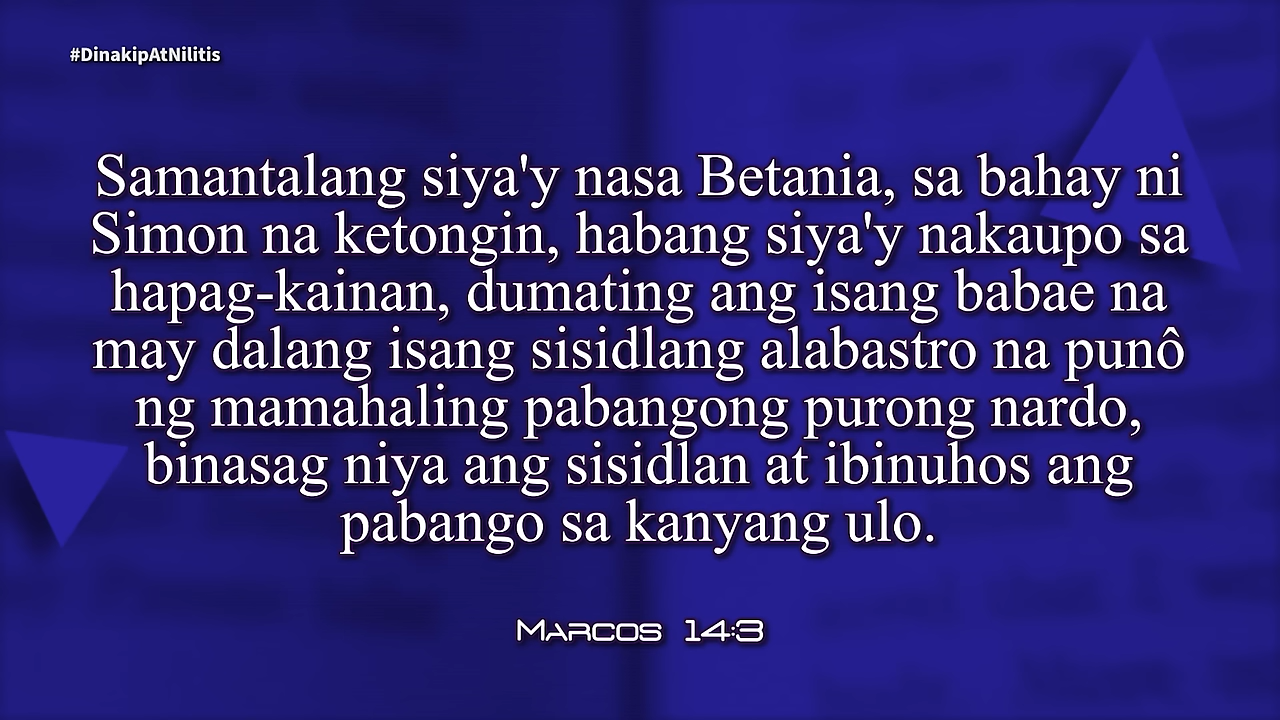 #DinakipAtNilitis
Samantalang siya'y nasa Betania, sa bahay ni
Simon na ketongin, habang siya'y nakaupo sa
hapag-kainan, dumating ang isang babae na
may dalang isang sisidlang alabastro na punô
ng mamahaling pabangong purong nardo,
binasag niya ang sisidlan at ibinuhos ang
pabango sa kanyang ulo.
Marcos 14:3